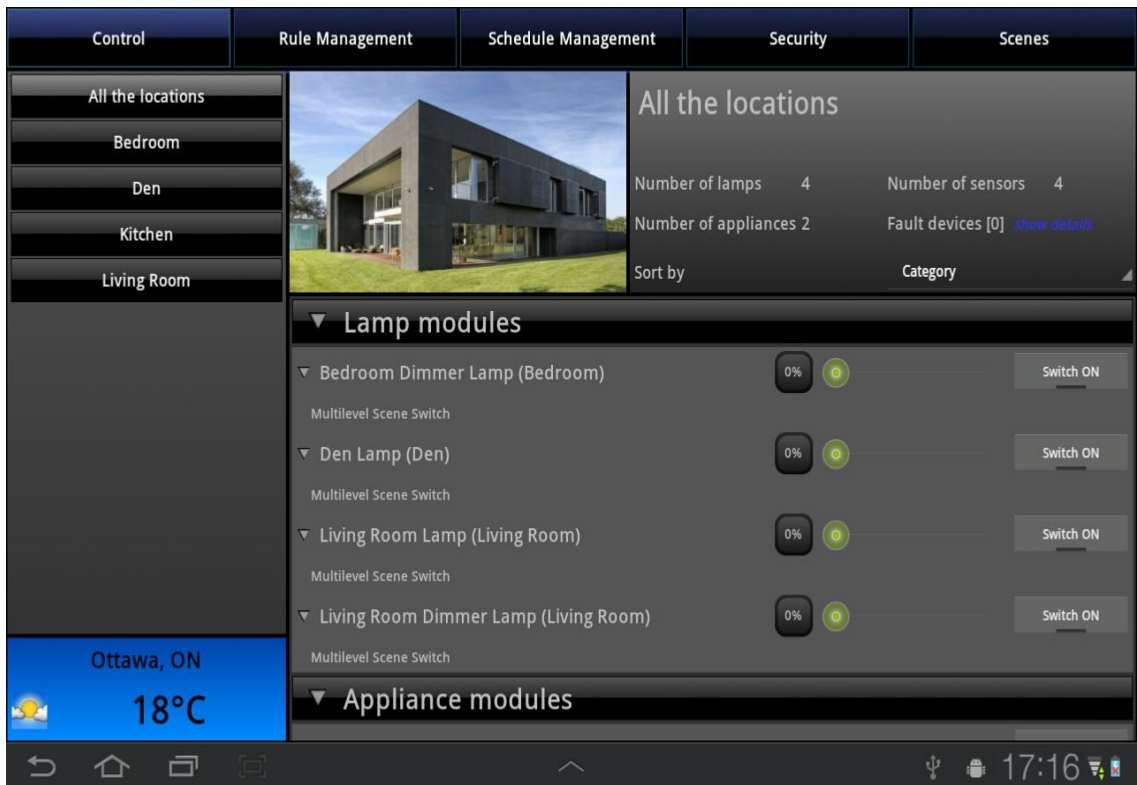 Control
Rule Management
Schedule Management
Security
Scenes
All the locations
Bedroom
Den
Kitchen
Living Room
All the locations
Number of lamps 4
Number of sensors 4
Number of appliances 2
Fault devices [0] show details
Sort by
Category
Lamp modules
Bedroom Dimmer Lamp (Bedroom)
0%
Switch ON
Multilevel Scene Switch
Den Lamp (Den)
0%
Switch ON
Multilevel Scene Switch
Living Room Lamp (Living Room)
0%
Switch ON
Multilevel Scene Switch
Living Room Dimmer Lamp (Living Room)
0%
Switch ON
Multilevel Scene Switch
Appliance modules
Ottawa, ON
18°C
17:16